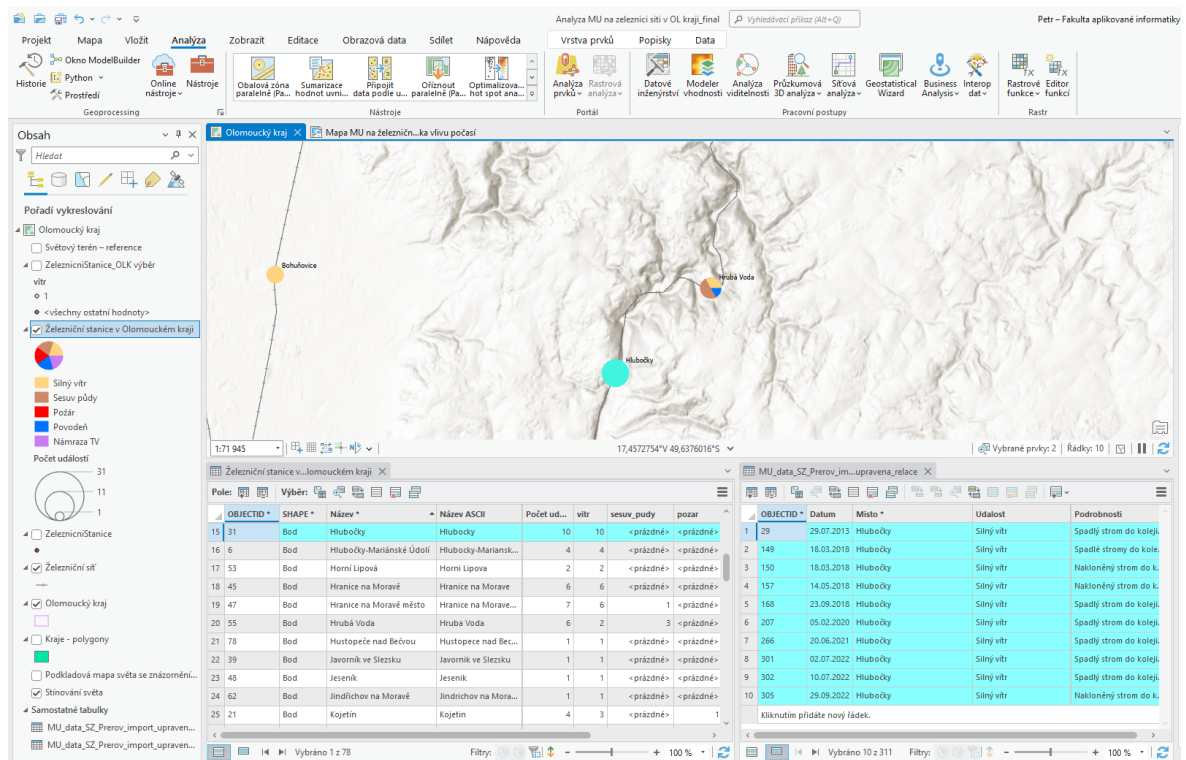 Analyza MU na zeleznici siti v OL kraji_final
Vyhledávací příkaz (Alt+Q)
Petr – Fakulta aplikované informatiky
Projekt Mapa Vložit Analýza Zobrazit Editace Obrazová data Sdílet Nápověda Vrstva prvků Popisky Data
Historie
Okno ModelBuilder
Python
Prostředí
Online nástroje
Nástroje
Geoprocessing
Obalová zóna paralelně (Pa...
Sumarizace hodnot uvni...
Připojit data podle u...
Oříznout paralelně (Pa...
Optimalizova... hot spot ana...
Nástroje
Analýza prvků
Rastrová analýza
Portál
Datové inženýrství
Modeler vhodnosti
Analýza viditelnosti
Průzkumová 3D analýza
Síťová analýza
Geostatistical Wizard
Business Analysis
Interop dat
Pracovní postupy
Rastrové funkce
Editor funkcí
Rastr
Obsah
Hledat
Pořadí vykreslování
Olomoucký kraj
Světový terén – reference
ZeleznicniStanice_OLK výběr
vitr
1
<všechny ostatní hodnoty>
Železniční stanice v Olomouckém kraji
Silný vítr
Sesuv půdy
Požár
Povodeň
Námraza TV
Počet událostí
31
11
1
ZeleznicniStanice
Železniční síť
Olomoucký kraj
Kraje - polygony
Podkladová mapa světa se znázornění...
Stínování světa
Samostatné tabulky
MU_data_SZ_Prerov_import_upraven...
MU_data_SZ_Prerov_import_upraven...
Olomoucký kraj
Mapa MU na železničn...ka vlivu počasí
Bohuňovice
Hrubá Voda
Hlubočky
1:71 945
17,4572754°V 49,6376016°S
Vybrané prvky: 2 | Řádky: 10
Železniční stanice v...lomouckém kraji
Pole: Výběr:
OBJECTID * SHAPE * Název * Název ASCII Počet ud... vitr sesuv_pudy pozar
15 31 Bod Hlubočky Hlubocky 10 10 <prázdné> <prázdné>
16 6 Bod Hlubočky-Mariánské Údolí Hlubocky-Mariansk... 4 4 <prázdné> <prázdné>
17 53 Bod Horní Lipová Horni Lipova 2 2 <prázdné> <prázdné>
18 45 Bod Hranice na Moravě Hranice na Morave 6 6 <prázdné> <prázdné>
19 47 Bod Hranice na Moravě město Hranice na Morave... 7 6 1 <prázdné>
20 55 Bod Hrubá Voda Hruba Voda 6 2 3 <prázdné>
21 78 Bod Hustopeče nad Bečvou Hustopece nad Bec... 1 1 <prázdné> <prázdné>
22 39 Bod Javorník ve Slezsku Javornik ve Slezsku 1 1 <prázdné> <prázdné>
23 48 Bod Jeseník Jesenik 1 1 <prázdné> <prázdné>
24 62 Bod Jindřichov na Moravě Jindrichov na Mora... 1 1 <prázdné> <prázdné>
25 21 Bod Kojetín Kojetin 4 3 <prázdné> 1
Vybráno 1 z 78 Filtry: 100 %
MU_data_SZ_Prerov_im...upravena_relace
OBJECTID * Datum Misto * Udalost Podrobnosti
1 29 29.07.2013 Hlubočky Silný vítr Spadlý strom do koleji.
2 149 18.03.2018 Hlubočky Silný vítr Spadlé stromy do kole.
3 150 18.03.2018 Hlubočky Silný vítr Nakloněný strom do k.
4 157 14.05.2018 Hlubočky Silný vítr Nakloněný strom do k.
5 168 23.09.2018 Hlubočky Silný vítr Spadlý strom do koleji.
6 207 05.02.2020 Hlubočky Silný vítr Spadlý strom do koleji.
7 266 20.06.2021 Hlubočky Silný vítr Spadlý strom do koleji.
8 301 02.07.2022 Hlubočky Silný vítr Spadlý strom do koleji.
9 302 10.07.2022 Hlubočky Silný vítr Spadlý strom do koleji.
10 305 29.09.2022 Hlubočky Silný vítr Nakloněný strom do k.
Kliknutím přidáte nový řádek.
Vybráno 10 z 311 Filtry: 100 %